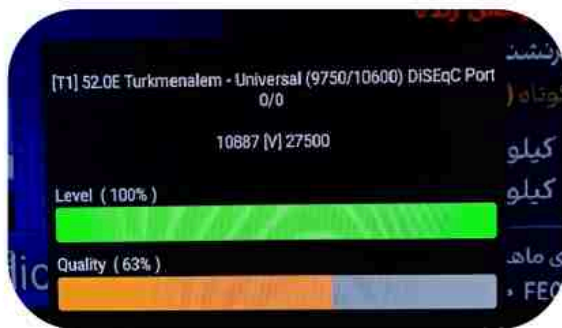 [T1] 52.0E Turkmenalem - Universal (9750/10600) DiSEqC Port
0/0
10887 [V] 27500
Level ( 100% )
Quality ( 63% )
کیلو
کیلو